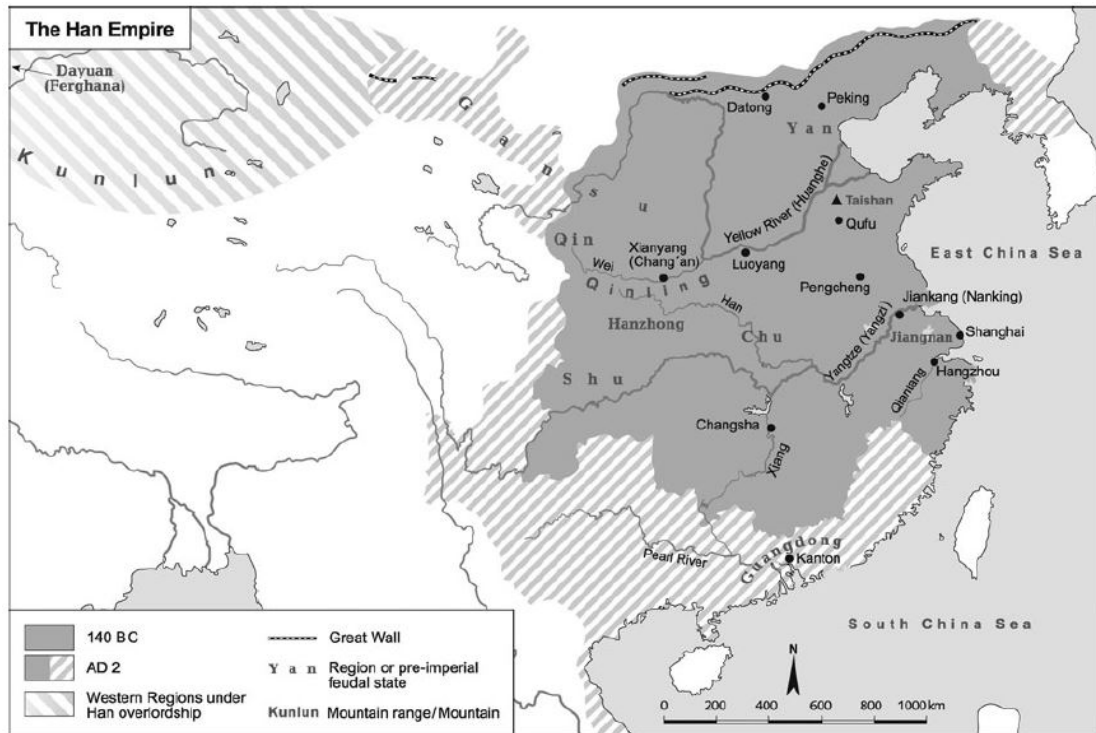 The Han Empire
Dayuan
(Ferghana)
Kunlun
Gansu
Datong
Peking
Yan
Yellow River (Huanghe)
Taishan
Qufu
Qin
Wei
Xianyang
(Chang´an)
Luoyang
East China Sea
Qinling
Pengcheng
Han
Hanzhong
Chu
Jiankang (Nanking)
Yangtze (Yangzi)
Jiangnan
Shanghai
Shu
Hangzhou
Qiantang
Changsha
Xiang
Guangdong
Pearl River
Kanton
South China Sea
140 BC
AD 2
Western Regions under
Han overlordship
Great Wall
Yan
Region or pre-imperial
feudal state
Kunlun
Mountain range/Mountain
N
0 200 400 600 800 1000 km